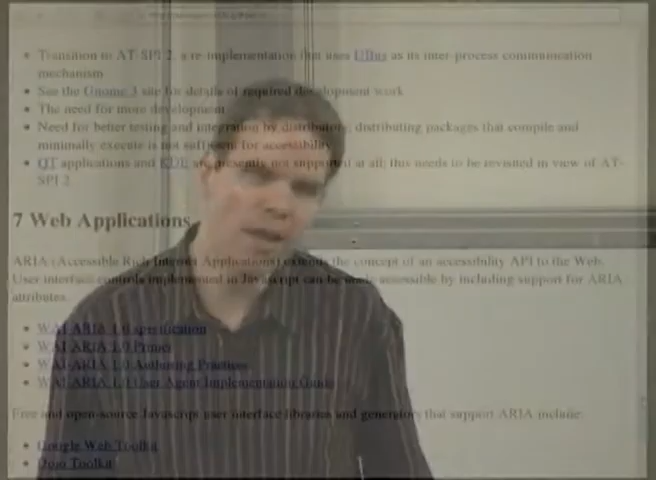 Transition to AT-SPI 2, a re-implementation that uses DBus as its inter-process communication
mechanism
See the Gnome 3 site for details of required development work
The need for more development
Need for better testing and integration by distributors; distributing packages that compile and
minimally execute is not sufficient for accessibility
QT applications and KDE are presently not supported at all; this needs to be revisited in view of AT-
SPI 2
7 Web Applications
ARIA (Accessible Rich Internet Applications) extends the concept of an accessibility API to the Web.
User interface controls implemented in Javascript can be made accessible by including support for ARIA
attributes.
WAI-ARIA 1.0 specification
WAI-ARIA 1.0 Primer
WAI-ARIA 1.0 Authoring Practices
WAI-ARIA 1.0 User Agent Implementation Guide
Free and open-source Javascript user interface libraries and generators that support ARIA include:
Google Web Toolkit
Dojo Toolkit